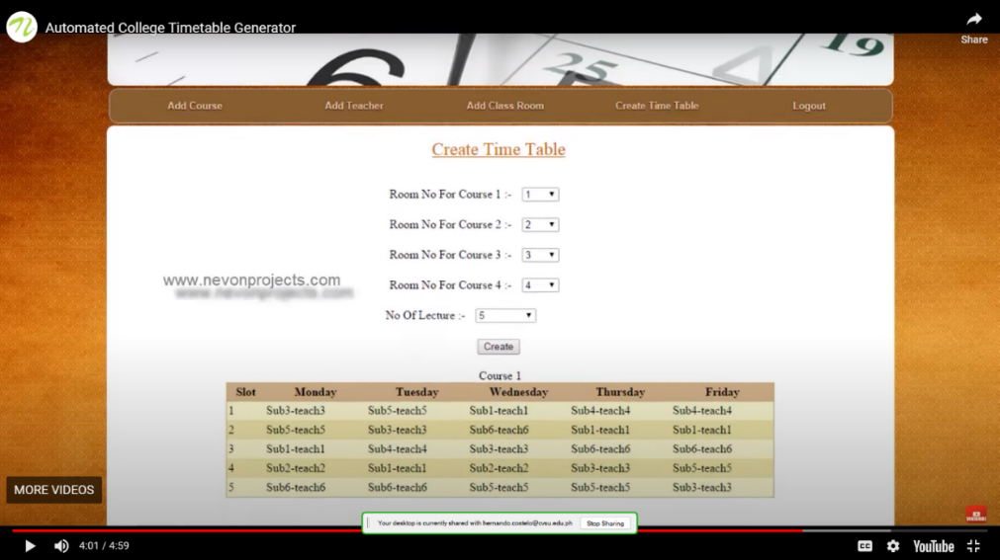 Automated College Timetable Generator
Share
6
25
4
19
Add Course Add Teacher Add Class Room Create Time Table Logout
Create Time Table
Room No For Course 1 :- 1
Room No For Course 2 :- 2
Room No For Course 3 :- 3
www.nevonprojects.com
Room No For Course 4 :- 4
No Of Lecture :- 5
Create
Course 1
Slot Monday Tuesday Wednesday Thursday Friday
1 Sub3-teach3 Sub5-teach5 Sub1-teach1 Sub4-teach4 Sub4-teach4
2 Sub5-teach5 Sub3-teach3 Sub6-teach6 Sub1-teach1 Sub1-teach1
3 Sub1-teach1 Sub4-teach4 Sub3-teach3 Sub6-teach6 Sub6-teach6
4 Sub2-teach2 Sub1-teach1 Sub2-teach2 Sub3-teach3 Sub5-teach5
5 Sub6-teach6 Sub6-teach6 Sub5-teach5 Sub5-teach5 Sub3-teach3
MORE VIDEOS
Your desktop is currently shared with hernando.costelo@cvsu.edu.ph Stop Sharing
SUBSCRIBE
4:01 / 4:59
CC
YouTube